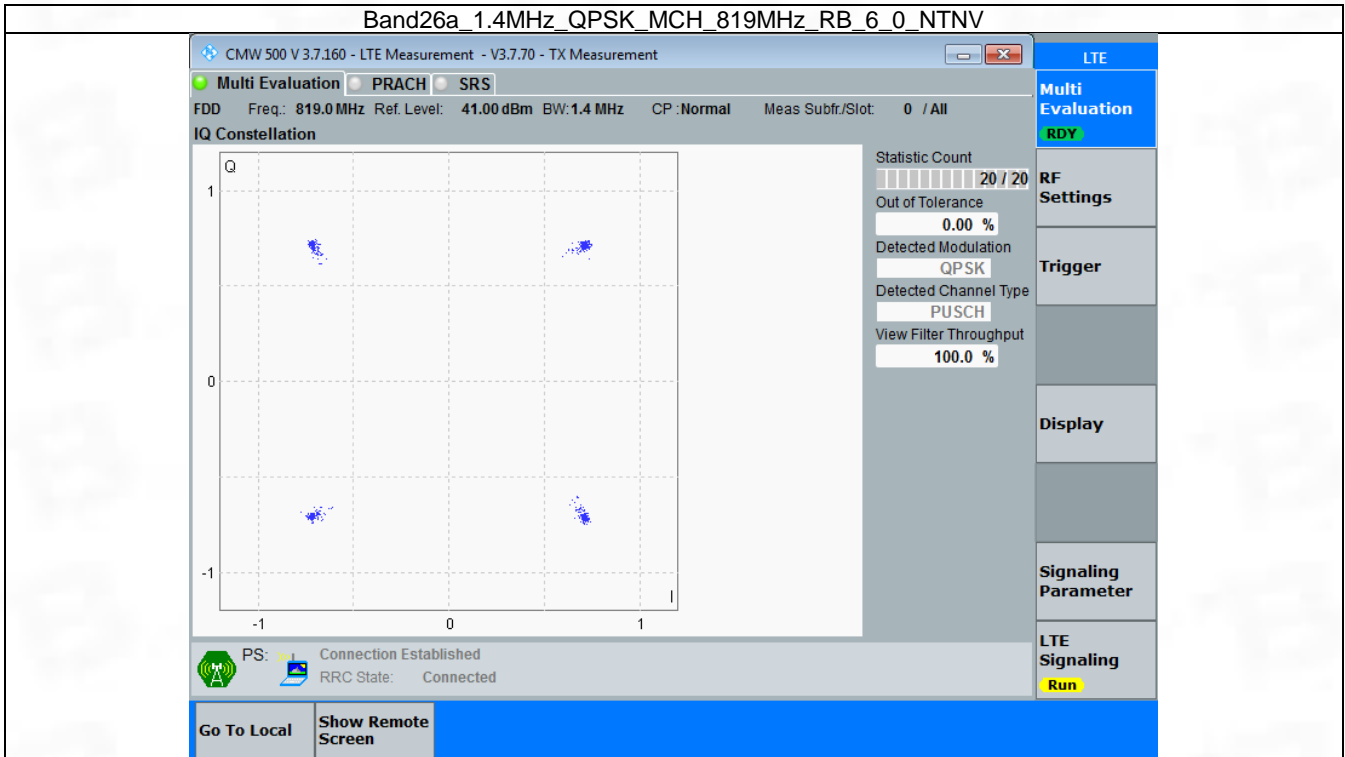 Band26a_1.4MHz_QPSK_MCH_819MHz_RB_6_0_NTNV
CMW 500 V 3.7.160 - LTE Measurement - V3.7.70 - TX Measurement
LTE
Multi Evaluation PRACH SRS
Multi
Evaluation
RDY
FDD Freq.: 819.0 MHz Ref. Level: 41.00 dBm BW:1.4 MHz CP :Normal Meas Subfr./Slot: 0 / All
IQ Constellation
Q
1
0
-1
I
-1 0 1
Statistic Count
20 / 20
Out of Tolerance
0.00 %
Detected Modulation
QPSK
Detected Channel Type
PUSCH
View Filter Throughput
100.0 %
RF
Settings
Trigger
Display
Signaling
Parameter
LTE
Signaling
Run
PS: Connection Established
RRC State: Connected
Go To Local
Show Remote
Screen